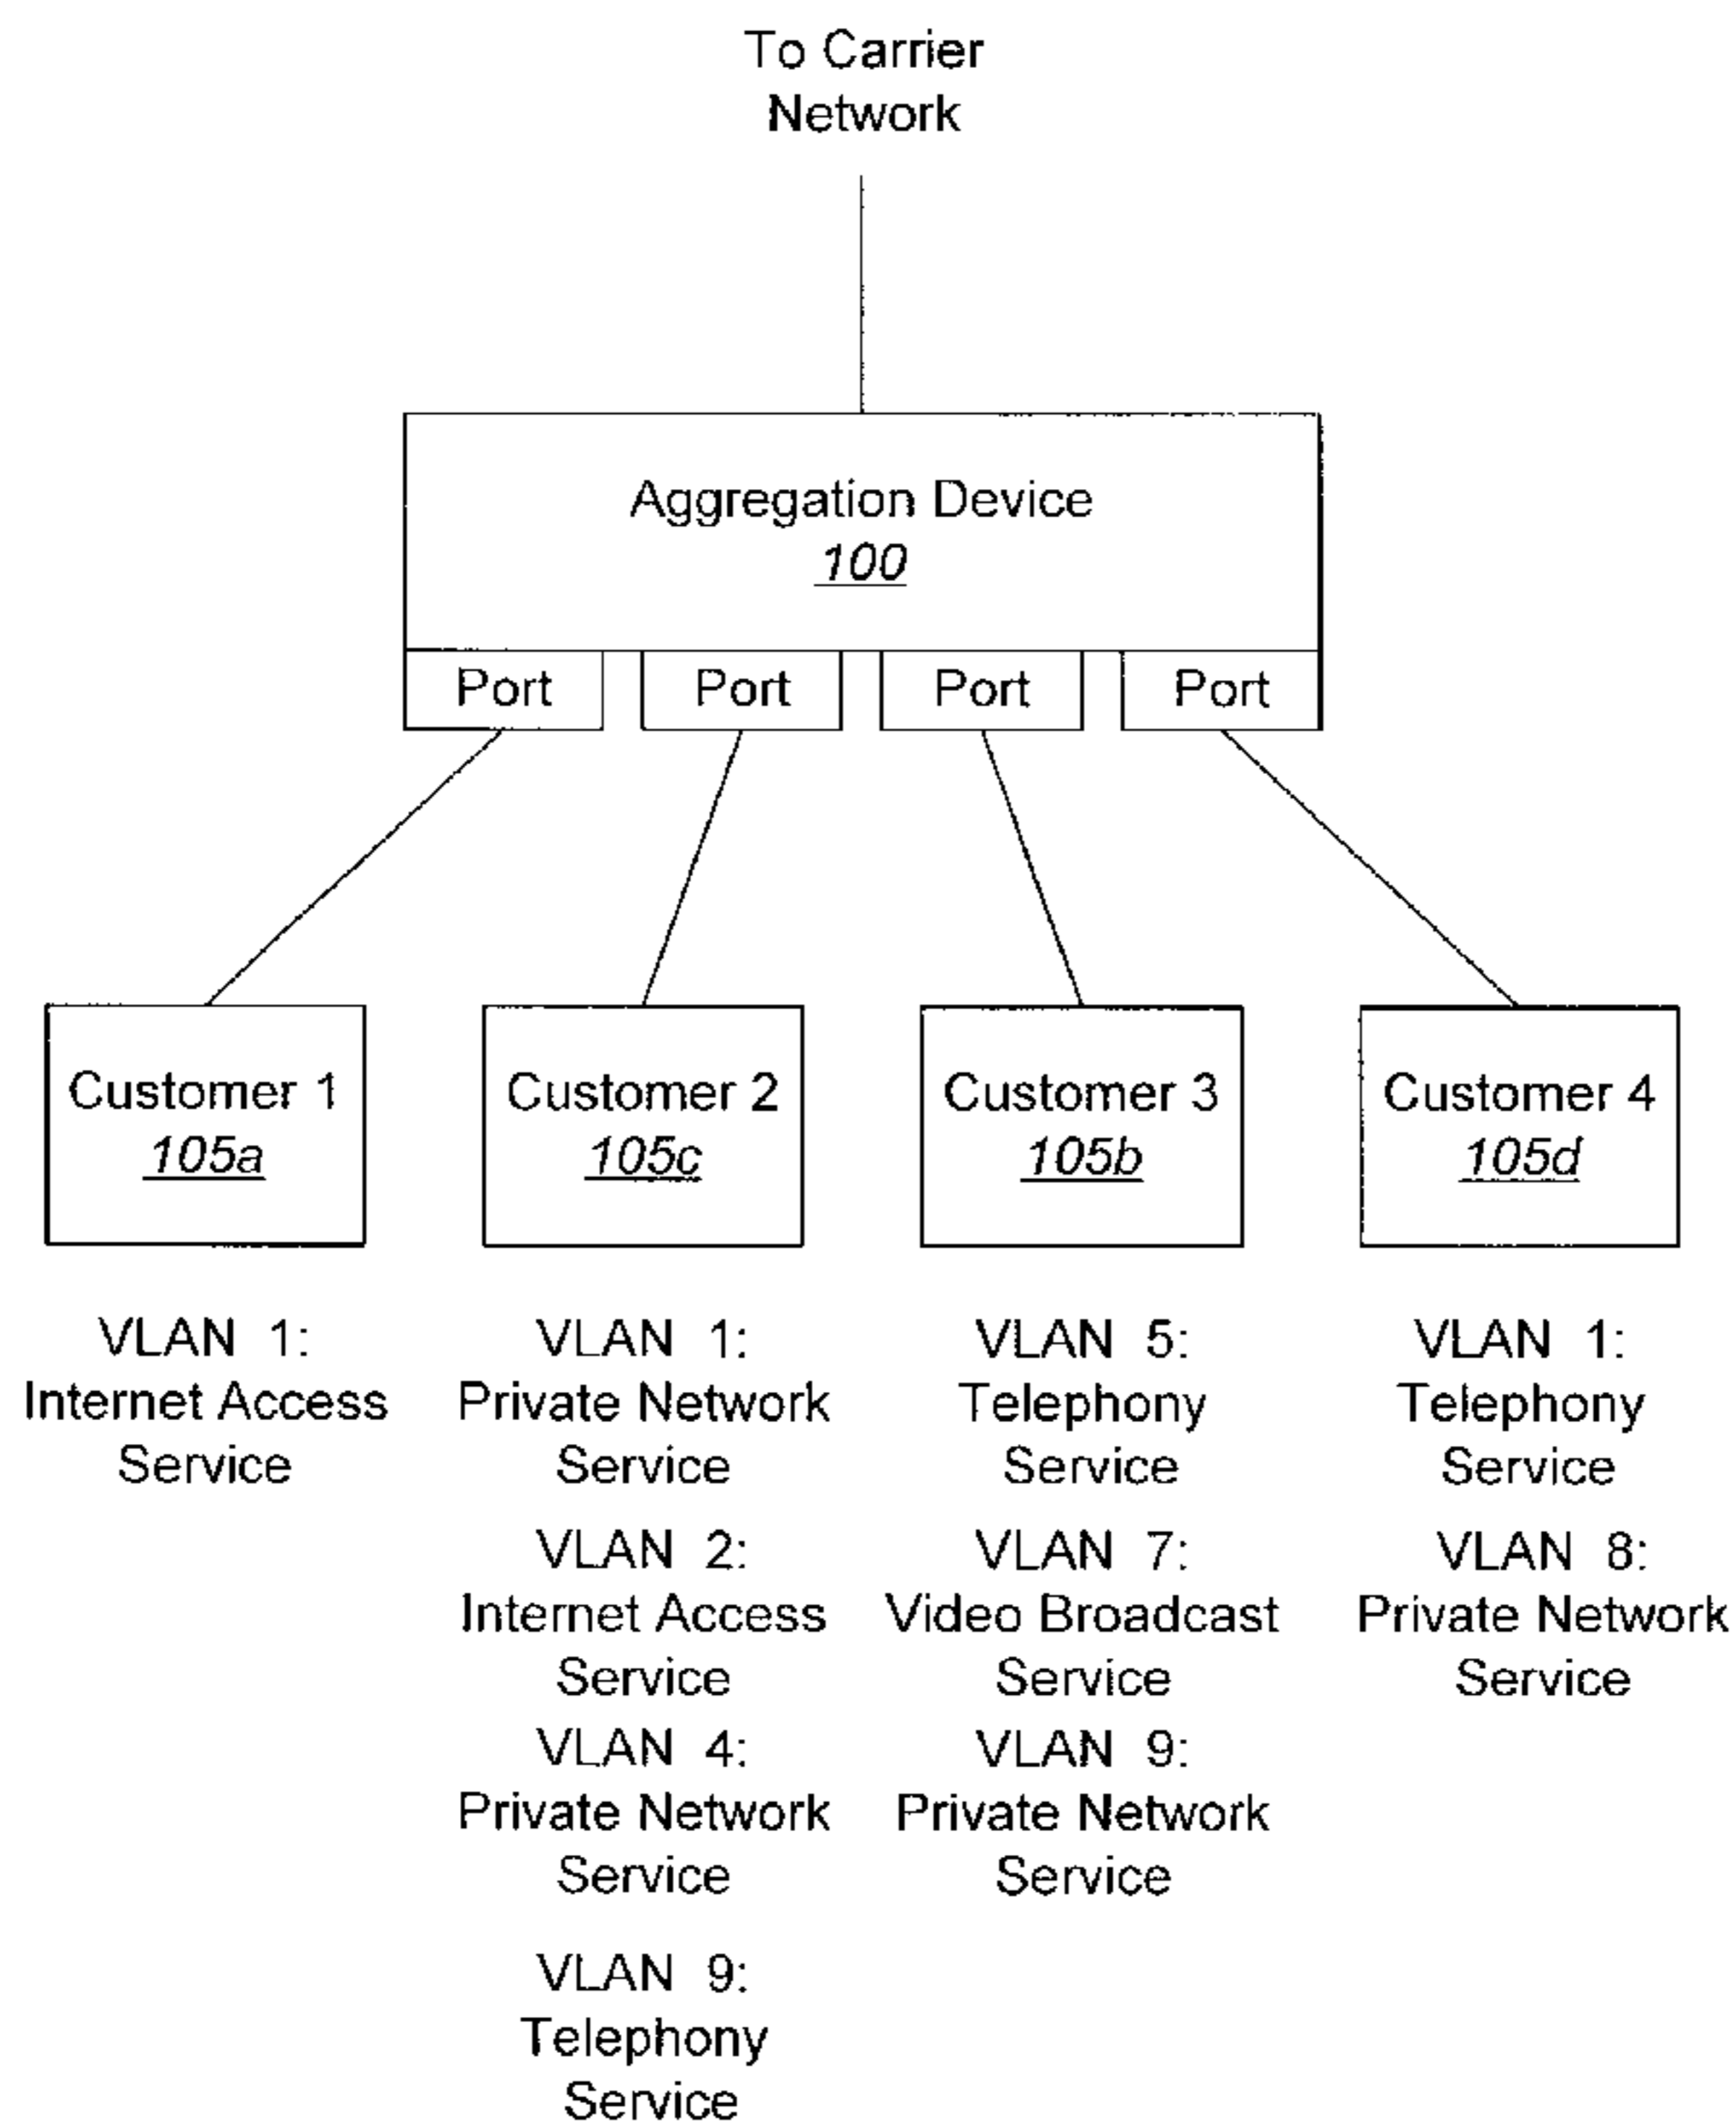 To Carrier
Network
Aggregation Device
100
Port
Port
Port
Port
Customer 1
105a
Customer 2
105c
Customer 3
105b
Customer 4
105d
VLAN 1:
Internet Access
Service
VLAN 1:
Private Network
Service
VLAN 2:
Internet Access
Service
VLAN 4:
Private Network
Service
VLAN 9:
Telephony
Service
VLAN 5:
Telephony
Service
VLAN 7:
Video Broadcast
Service
VLAN 9:
Private Network
Service
VLAN 1:
Telephony
Service
VLAN 8:
Private Network
Service